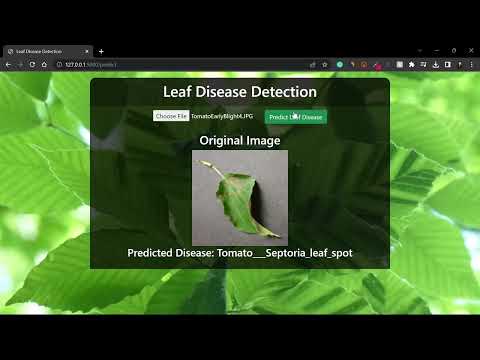 Leaf Disease Detection
127.0.0.1:5000/predict
Leaf Disease Detection
Choose File TomatoEarlyBlight4.JPG Predict Leaf Disease
Original Image
Predicted Disease: Tomato___Septoria_leaf_spot